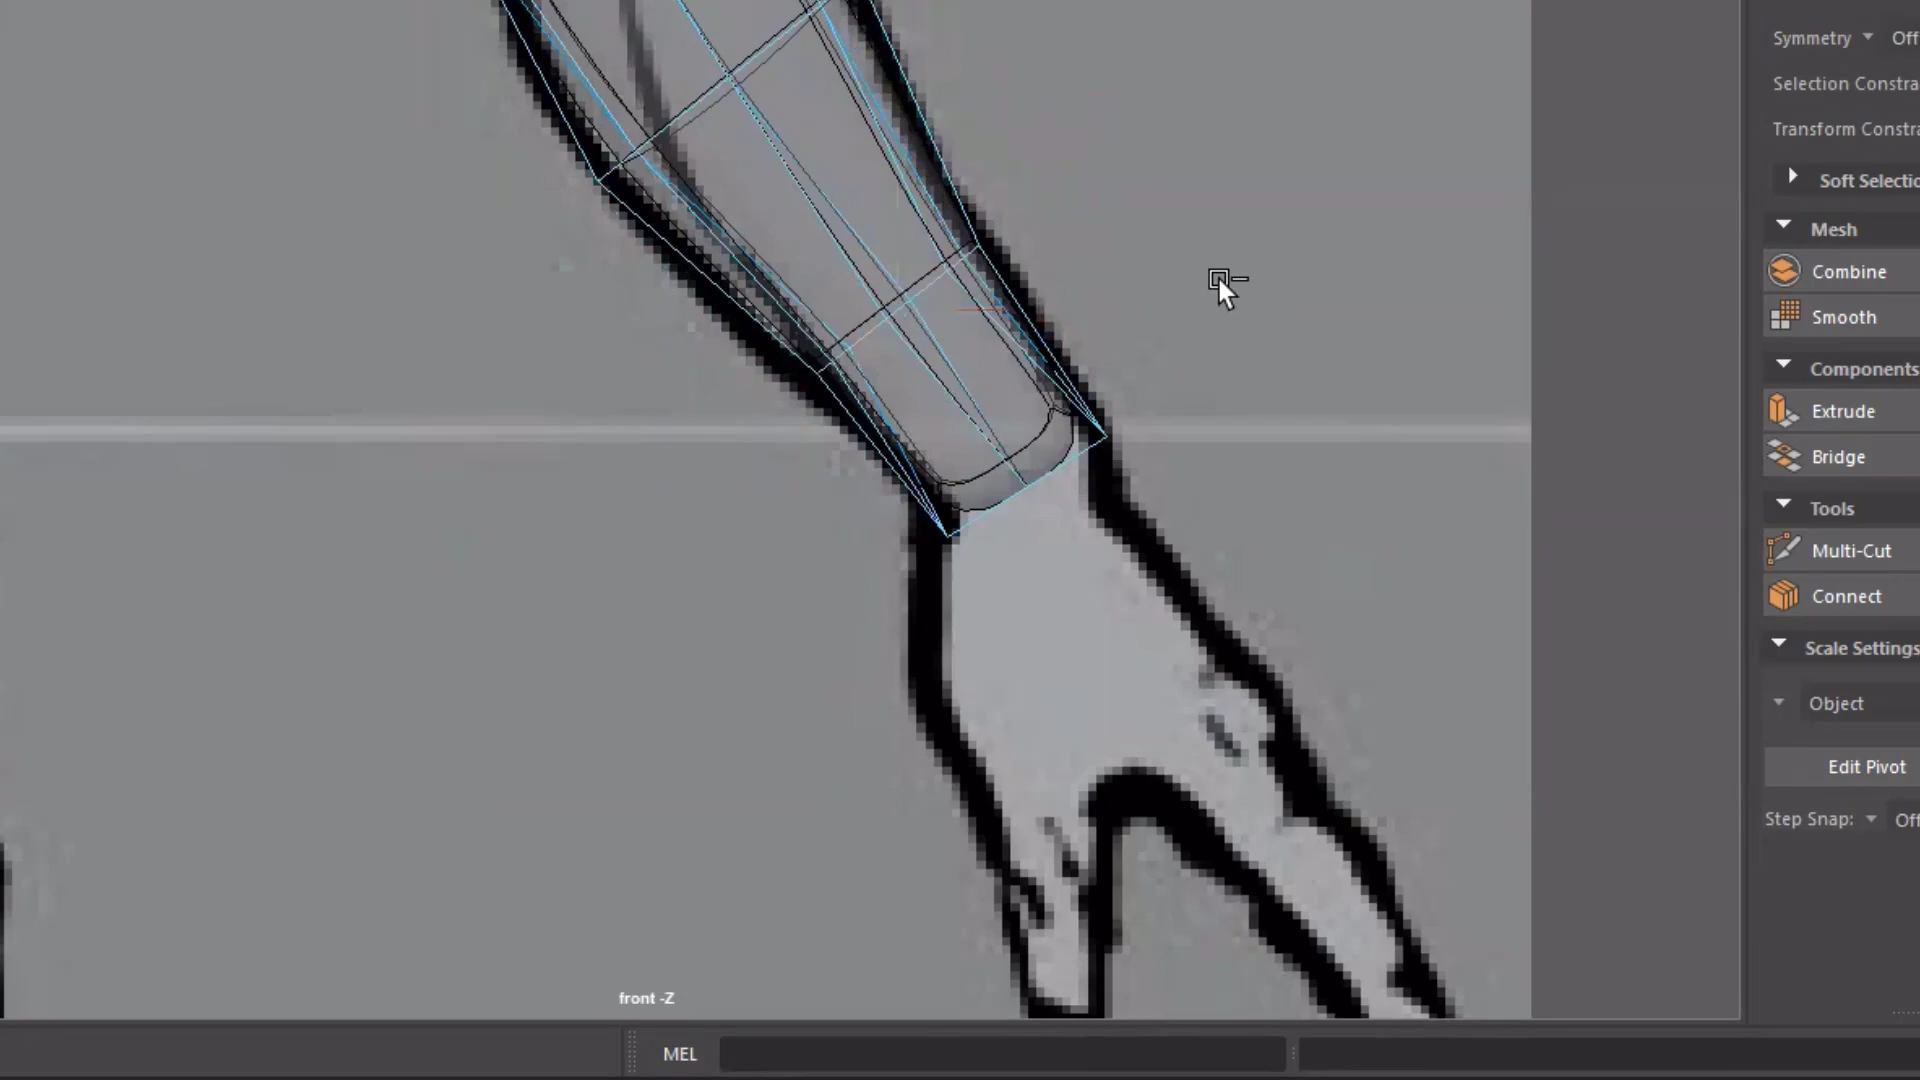 Symmetry Off
Selection Constra
Transform Constra
Soft Selectio
Mesh
Combine
Smooth
Components
Extrude
Bridge
Tools
Multi-Cut
Connect
Scale Settings
Object
Edit Pivot
Step Snap: Off
front -Z
MEL